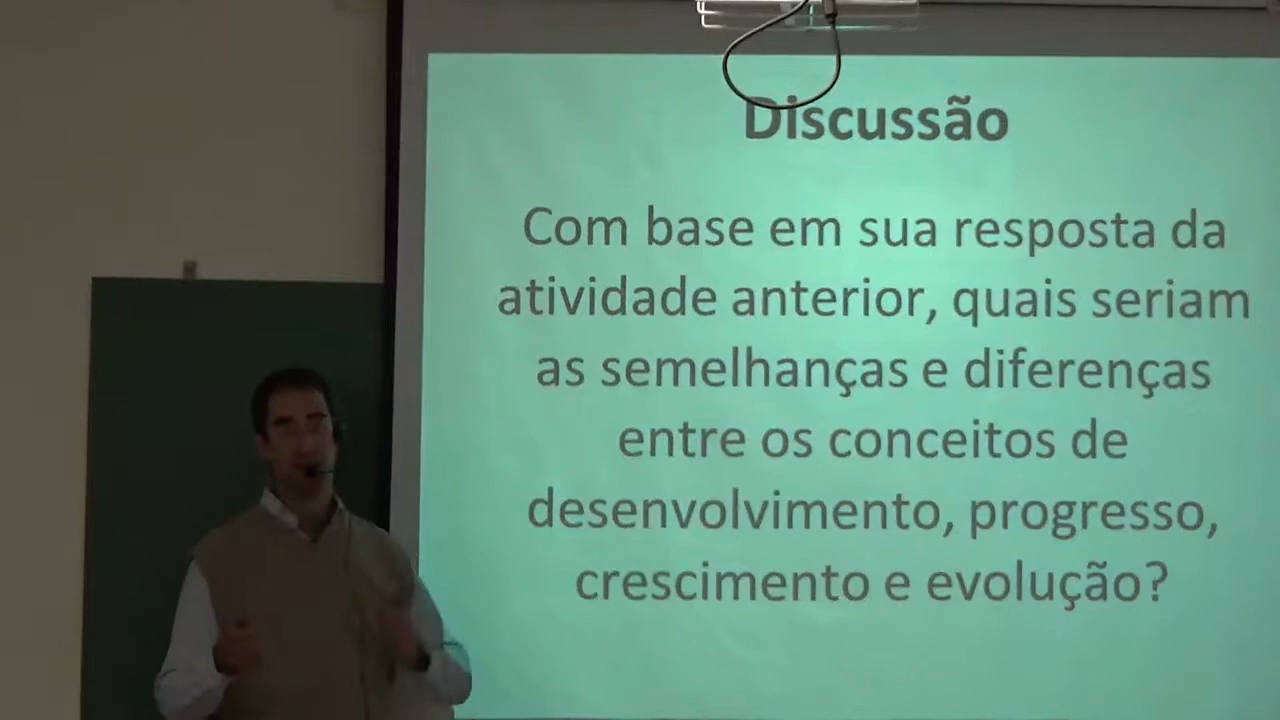 Discussão
Com base em sua resposta da
atividade anterior, quais seriam
as semelhanças e diferenças
entre os conceitos de
desenvolvimento, progresso,
crescimento e evolução?